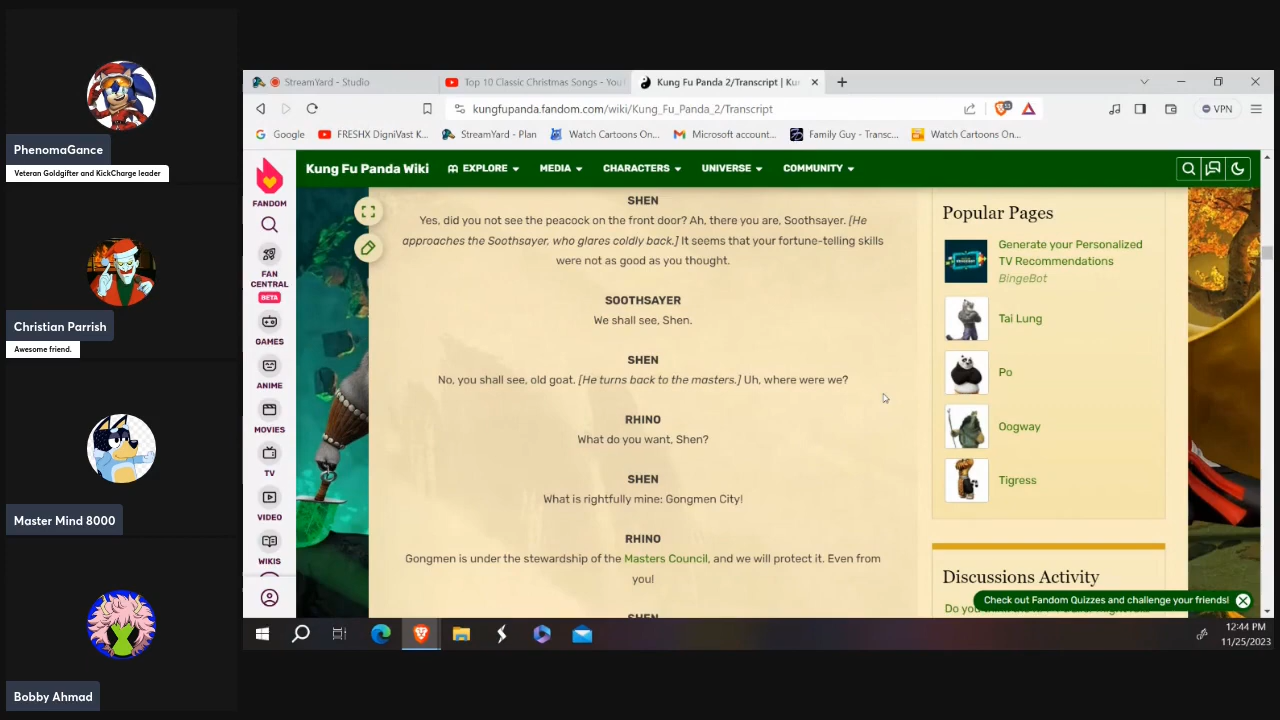 PhenomaGance
Veteran Goldgifter and KickCharge leader
Christian Parrish
Awesome friend.
Master Mind 8000
Bobby Ahmad
StreamYard - Studio
Top 10 Classic Christmas Songs - You
Kung Fu Panda 2/Transcript | Ku
kungfupanda.fandom.com/wiki/Kung_Fu_Panda_2/Transcript
VPN
Google
FRESHX DigniVast K...
StreamYard - Plan
Watch Cartoons On...
Microsoft account...
Family Guy - Transc...
Watch Cartoons On...
FANDOM
FAN
CENTRAL
BETA
GAMES
ANIME
MOVIES
TV
VIDEO
WIKIS
Kung Fu Panda Wiki
EXPLORE
MEDIA
CHARACTERS
UNIVERSE
COMMUNITY
SHEN
Yes, did you not see the peacock on the front door? Ah, there you are, Soothsayer. [He
approaches the Soothsayer, who glares coldly back.] It seems that your fortune-telling skills
were not as good as you thought.
SOOTHSAYER
We shall see, Shen.
SHEN
No, you shall see, old goat. [He turns back to the masters.] Uh, where were we?
RHINO
What do you want, Shen?
SHEN
What is rightfully mine: Gongmen City!
RHINO
Gongmen is under the stewardship of the Masters Council, and we will protect it. Even from
you!
SHEN
Popular Pages
Generate your Personalized
TV Recommendations
BingeBot
Tai Lung
Po
Oogway
Tigress
Discussions Activity
Check out Fandom Quizzes and challenge your friends!
12:44 PM
11/25/2023